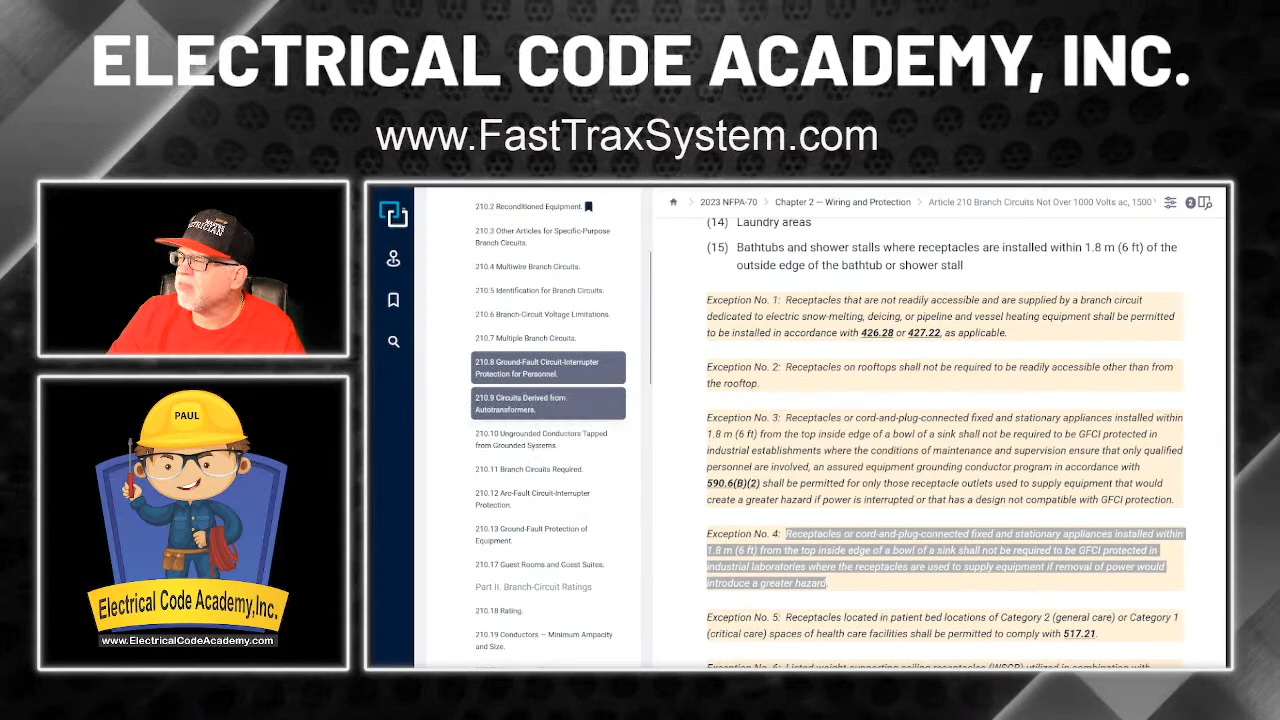 ELECTRICAL CODE ACADEMY, INC.
www.FastTraxSystem.com
MASTER
ELECTRICIAN
PAUL
Electrical Code Academy,Inc.
www.ElectricalCodeAcademy.com
210.2 Reconditioned Equipment.
210.3 Other Articles for Specific-Purpose
Branch Circuits.
210.4 Multiwire Branch Circuits.
210.5 Identification for Branch Circuits.
210.6 Branch-Circuit Voltage Limitations.
210.7 Multiple Branch Circuits.
210.8 Ground-Fault Circuit-Interrupter
Protection for Personnel.
210.9 Circuits Derived from
Autotransformers.
210.10 Ungrounded Conductors Tapped
from Grounded Systems.
210.11 Branch Circuits Required.
210.12 Arc-Fault Circuit-Interrupter
Protection.
210.13 Ground-Fault Protection of
Equipment.
210.17 Guest Rooms and Guest Suites.
Part II. Branch-Circuit Ratings
210.18 Rating.
210.19 Conductors — Minimum Ampacity
and Size.
2023 NFPA-70 > Chapter 2 — Wiring and Protection > Article 210 Branch Circuits Not Over 1000 Volts ac, 1500 V
2
(14) Laundry areas
(15) Bathtubs and shower stalls where receptacles are installed within 1.8 m (6 ft) of the
outside edge of the bathtub or shower stall
Exception No. 1: Receptacles that are not readily accessible and are supplied by a branch circuit
dedicated to electric snow-melting, deicing, or pipeline and vessel heating equipment shall be permitted
to be installed in accordance with 426.28 or 427.22, as applicable.
Exception No. 2: Receptacles on rooftops shall not be required to be readily accessible other than from
the rooftop.
Exception No. 3: Receptacles or cord-and-plug-connected fixed and stationary appliances installed within
1.8 m (6 ft) from the top inside edge of a bowl of a sink shall not be required to be GFCI protected in
industrial establishments where the conditions of maintenance and supervision ensure that only qualified
personnel are involved, an assured equipment grounding conductor program in accordance with
590.6(B)(2) shall be permitted for only those receptacle outlets used to supply equipment that would
create a greater hazard if power is interrupted or that has a design not compatible with GFCI protection.
Exception No. 4: Receptacles or cord-and-plug-connected fixed and stationary appliances installed within
1.8 m (6 ft) from the top inside edge of a bowl of a sink shall not be required to be GFCI protected in
industrial laboratories where the receptacles are used to supply equipment if removal of power would
introduce a greater hazard.
Exception No. 5: Receptacles located in patient bed locations of Category 2 (general care) or Category 1
(critical care) spaces of health care facilities shall be permitted to comply with 517.21.
Exception No. 6: Listed weight-supporting ceiling receptacles (WSCR) utilized in combination with